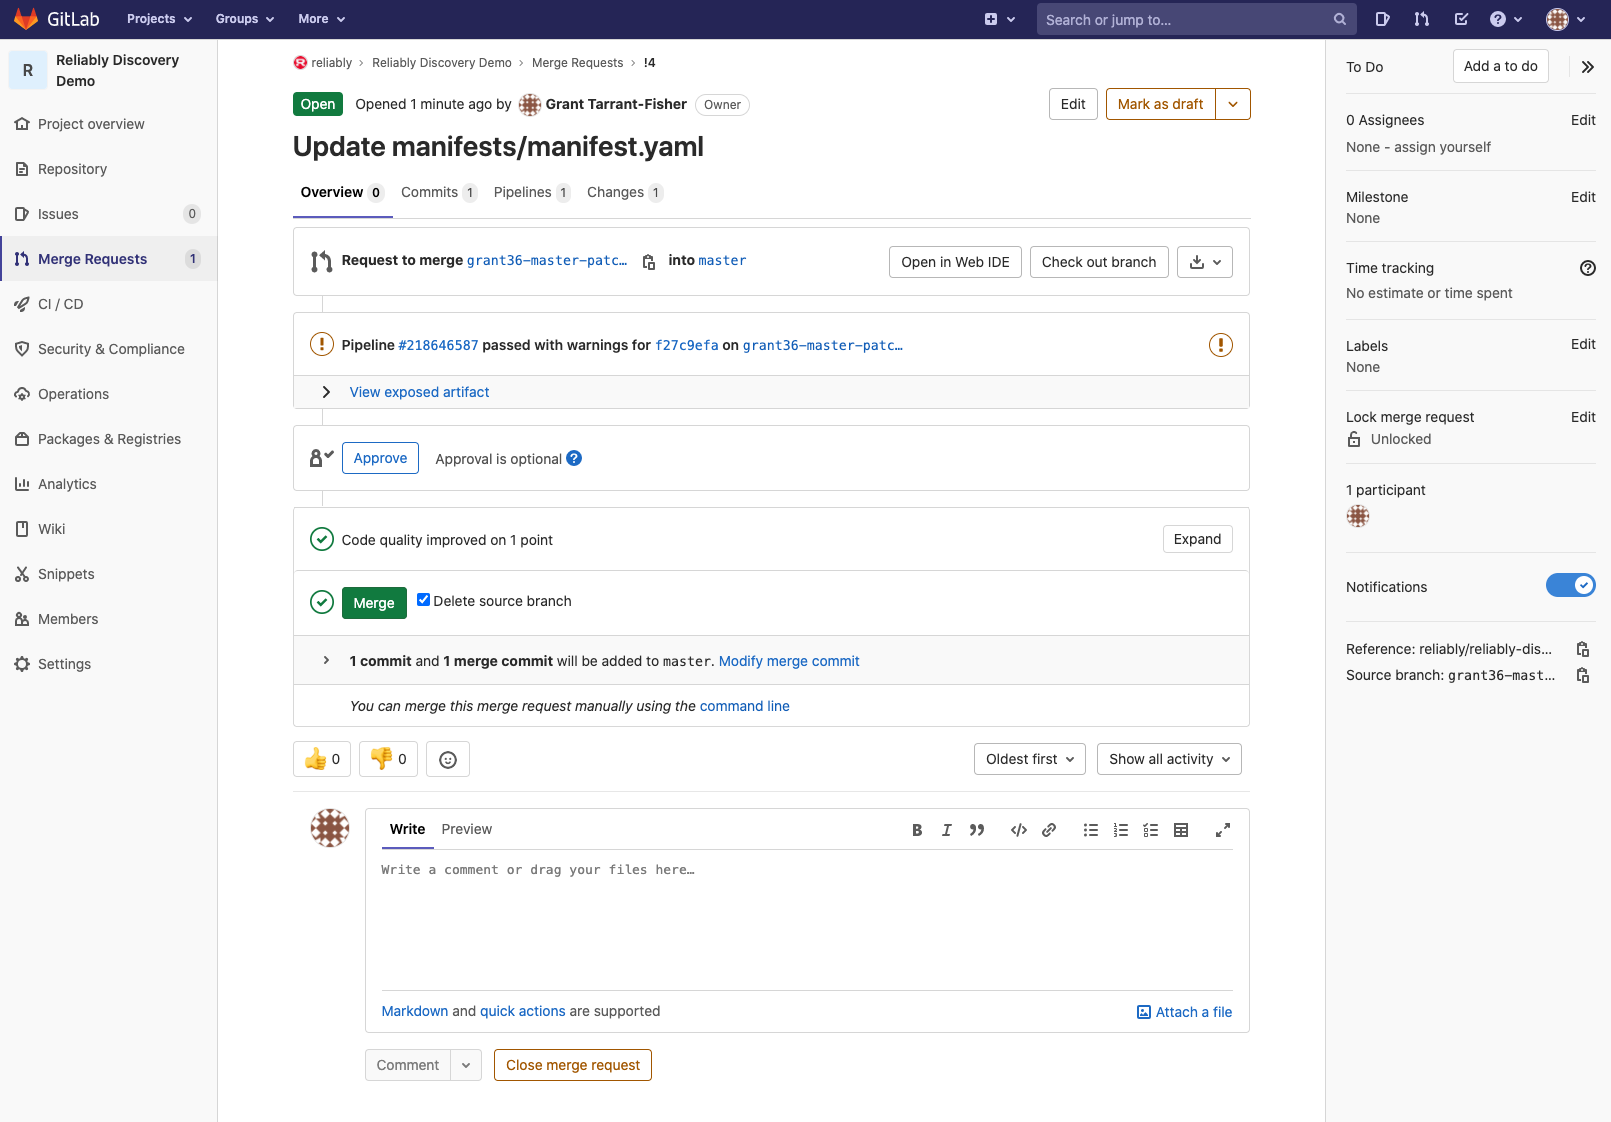 GitLab
Projects
Groups
More
Search or jump to...
R
Reliably Discovery
Demo
Project overview
Repository
Issues 0
Merge Requests 1
CI / CD
Security & Compliance
Operations
Packages & Registries
Analytics
Wiki
Snippets
Members
Settings
reliably › Reliably Discovery Demo › Merge Requests › !4
Open Opened 1 minute ago by Grant Tarrant-Fisher Owner
Edit
Mark as draft
Update manifests/manifest.yaml
Overview 0
Commits 1
Pipelines 1
Changes 1
Request to merge grant36-master-patc… into master
Open in Web IDE
Check out branch
Pipeline #218646587 passed with warnings for f27c9efa on grant36-master-patc…
View exposed artifact
Approve
Approval is optional ?
Code quality improved on 1 point
Expand
Merge
Delete source branch
1 commit and 1 merge commit will be added to master. Modify merge commit
You can merge this merge request manually using the command line
👍 0
👎 0
Oldest first
Show all activity
Write
Preview
Write a comment or drag your files here…
Markdown and quick actions are supported
Attach a file
Comment
Close merge request
To Do
Add a to do
0 Assignees
Edit
None - assign yourself
Milestone
Edit
None
Time tracking
No estimate or time spent
Labels
Edit
None
Lock merge request
Edit
Unlocked
1 participant
Notifications
Reference: reliably/reliably-dis…
Source branch: grant36-mast…